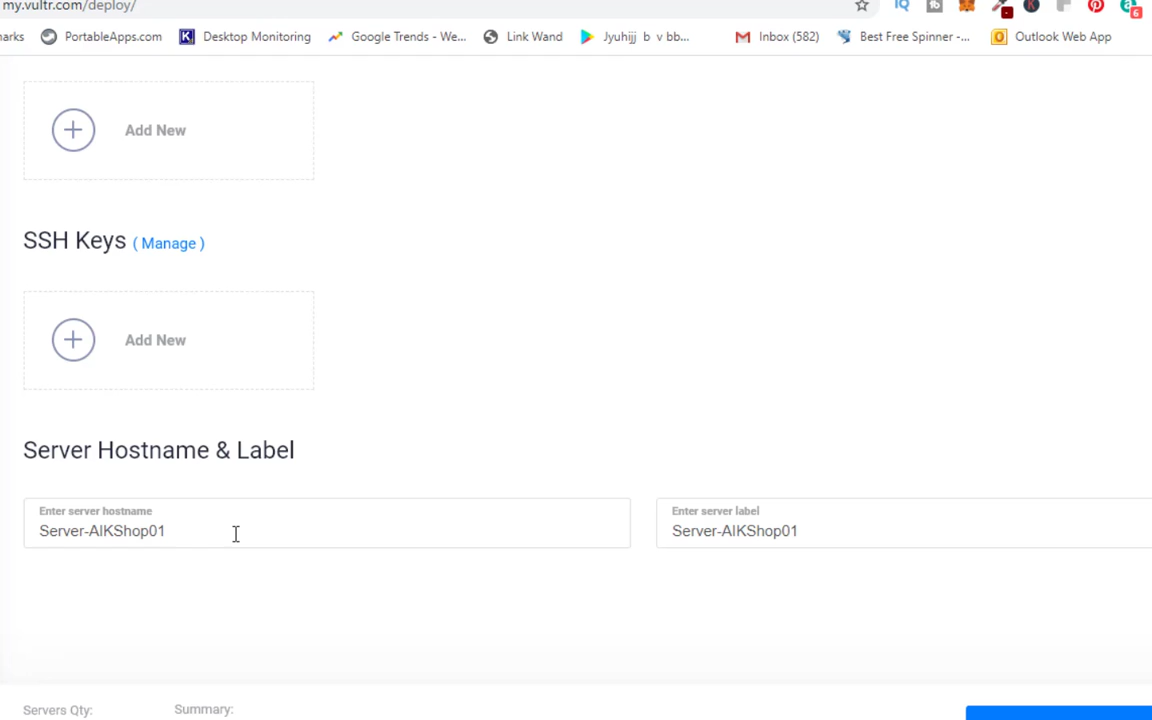 my.vultr.com/deploy/
arks PortableApps.com Desktop Monitoring Google Trends - We... Link Wand Jyuhijj b v bb... Inbox (582) Best Free Spinner -... Outlook Web App
Add New
SSH Keys ( Manage )
Add New
Server Hostname & Label
Enter server hostname
Server-AIKShop01
Enter server label
Server-AIKShop01
Servers Qty:
Summary: